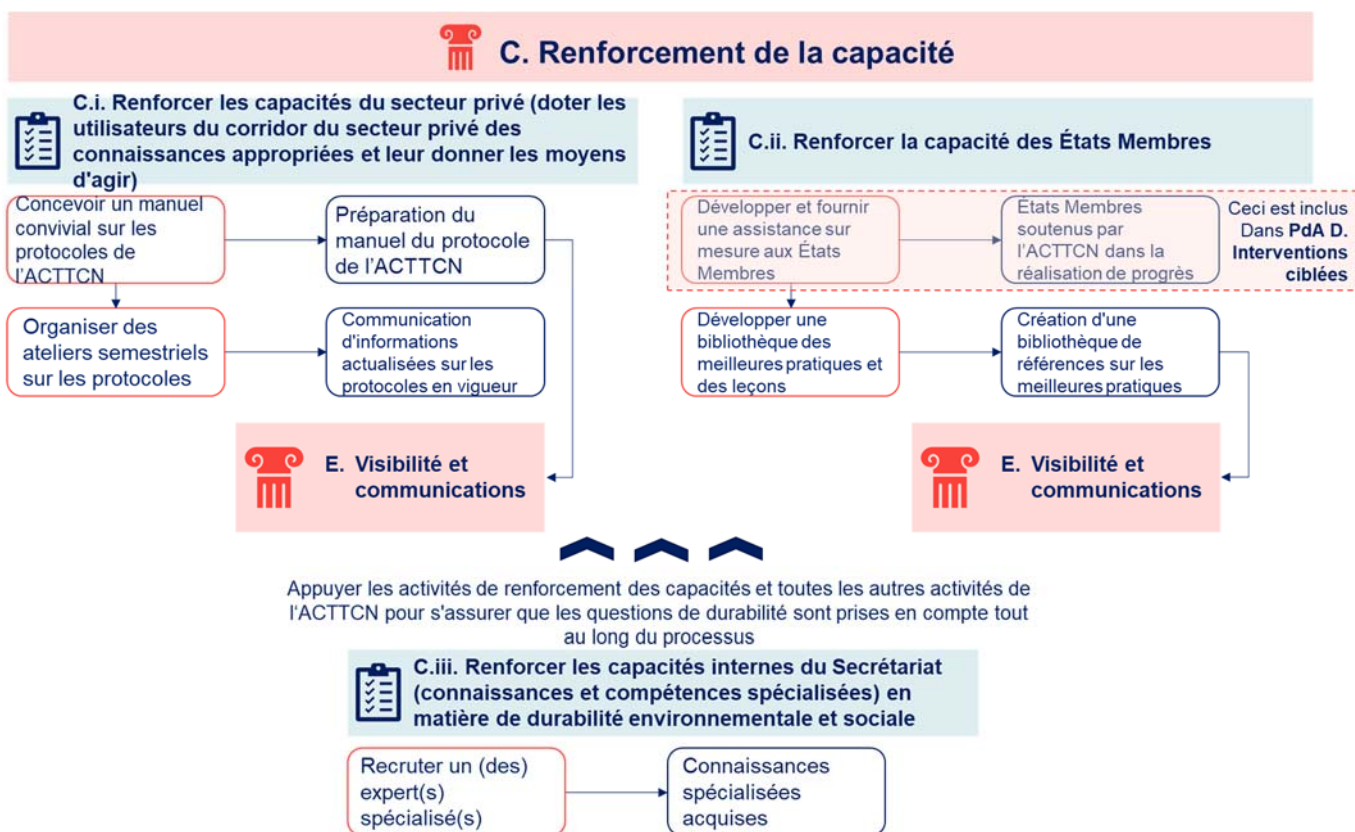 C. Renforcement de la capacité
C.i. Renforcer les capacités du secteur privé (doter les
utilisateurs du corridor du secteur privé des
connaissances appropriées et leur donner les moyens
d'agir)
Concevoir un manuel
convivial sur les
protocoles de
l'ACTTCN
Préparation du
manuel du protocole
de l'ACTTCN
Organiser des
ateliers semestriels
sur les protocoles
Communication
d'informations
actualisées sur les
protocoles en vigueur
E. Visibilité et
communications
C.ii. Renforcer la capacité des États Membres
Développer et fournir
une assistance sur
mesure aux États
Membres
États Membres
soutenus par
l'ACTTCN dans la
réalisation de progrès
Ceci est inclus
Dans PdA D.
Interventions
ciblées
Développer une
bibliothèque des
meilleures pratiques et
des leçons
Création d'une
bibliothèque de
références sur les
meilleures pratiques
E. Visibilité et
communications
Appuyer les activités de renforcement des capacités et toutes les autres activités de
l'ACTTCN pour s'assurer que les questions de durabilité sont prises en compte tout
au long du processus
C.iii. Renforcer les capacités internes du Secrétariat
(connaissances et compétences spécialisées) en
matière de durabilité environnementale et sociale
Recruter un (des)
expert(s)
spécialisé(s)
Connaissances
spécialisées
acquises